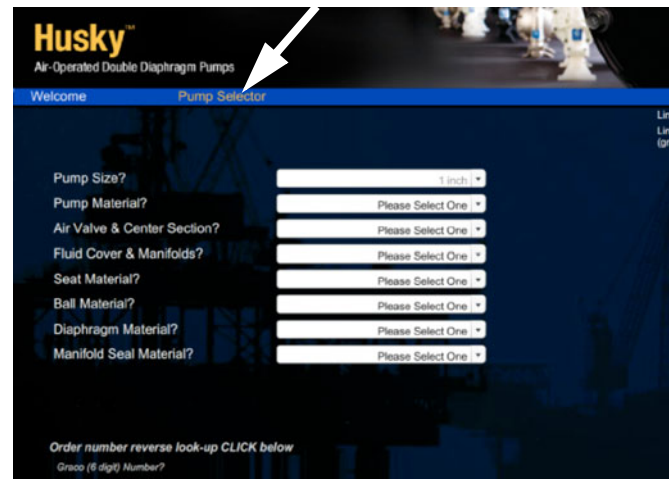 Husky™
Air-Operated Double Diaphragm Pumps
Welcome Pump Selector
Pump Size? 1 inch
Pump Material? Please Select One
Air Valve & Center Section? Please Select One
Fluid Cover & Manifolds? Please Select One
Seat Material? Please Select One
Ball Material? Please Select One
Diaphragm Material? Please Select One
Manifold Seal Material? Please Select One
Order number reverse look-up CLICK below
Graco (6 digit) Number?